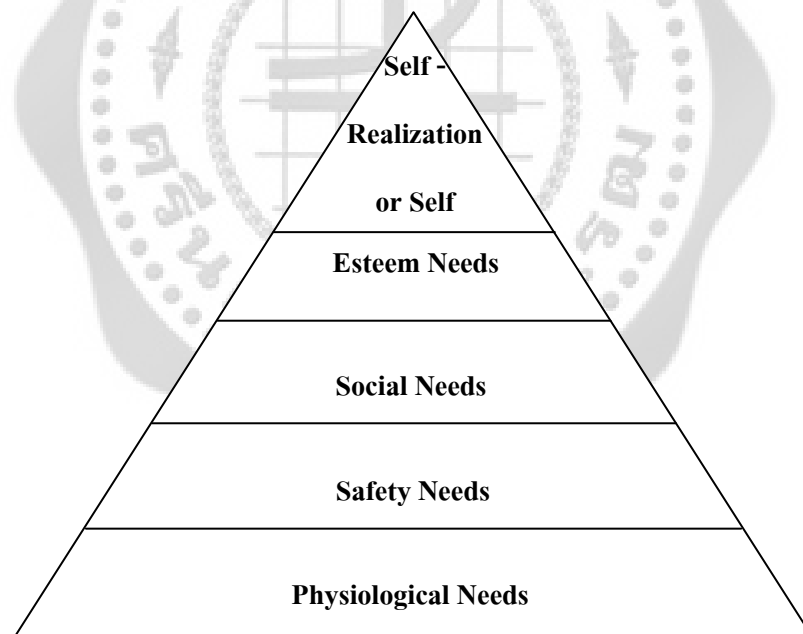 Self -
Realization
or Self
Esteem Needs
Social Needs
Safety Needs
Physiological Needs